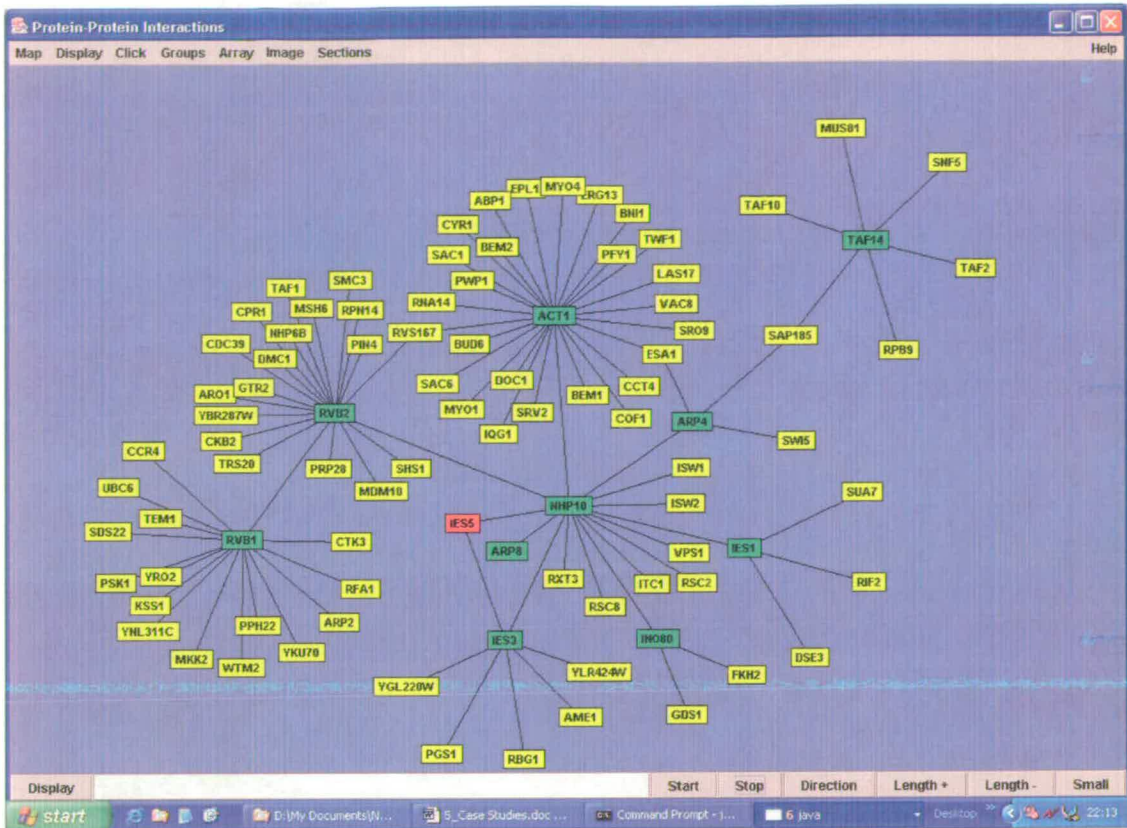 Protein-Protein Interactions
Map Display Click Groups Array Image Sections Help
MUS81
SNF5
TAF10
TAF14
TAF2
SAP185
RPB9
EPL1
MYO4
ERG13
ABP1
BNI1
CYR1
BEM2
TWF1
SAC1
PFY1
PWP1
LAS17
RNA14
VAC8
ACT1
SRO9
RVS167
BUD6
ESA1
SAC6
DOC1
CCT4
BEM1
MYO1
SRV2
COF1
IQG1
ARP4
SWI5
SMC3
TAF1
CPR1
MSH6
RPN14
NHP6B
CDC39
PIN4
DMC1
GTR2
ARO1
YBR287W
RVB2
CKB2
TRS20
PRP28
SHS1
MDM10
CCR4
UBC6
TEM1
SDS22
RVB1
CTK3
PSK1
YRO2
RFA1
KSS1
YNL311C
PPH22
ARP2
MKK2
WTM2
YKU70
ISW1
ISW2
NHP10
IES5
ARP8
VPS1
IES1
SUA7
RXT3
ITC1
RSC2
RIF2
RSC8
IES3
INO80
DSE3
YLR424W
FKH2
YGL220W
AME1
GDS1
PGS1
RBG1
Display Start Stop Direction Length + Length - Small
start D:\My Documents\N... 5_Case Studies.doc ... Command Prompt - j... 6 java Desktop 22:13